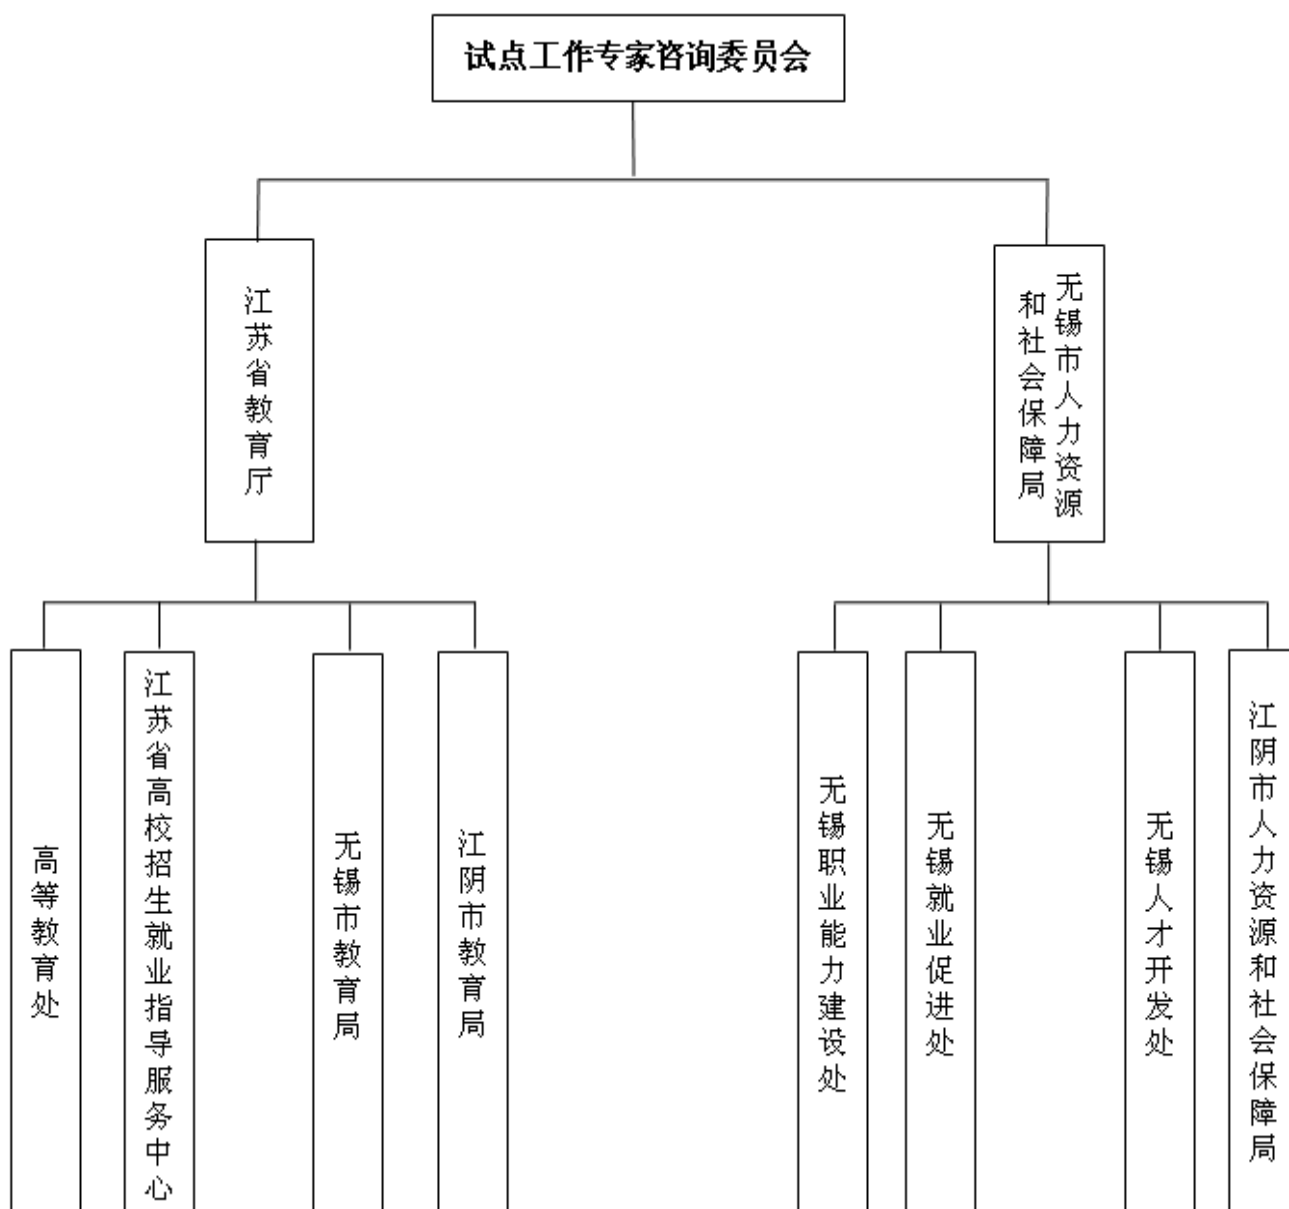 试点工作专家咨询委员会
江苏省教育厅
无锡市人力资源
和社会保障局
高等教育处
江苏省高校招生就业指导服务中心
无锡市教育局
江阴市教育局
无锡职业能力建设处
无锡就业促进处
无锡人才开发处
江阴市人力资源和社会保障局